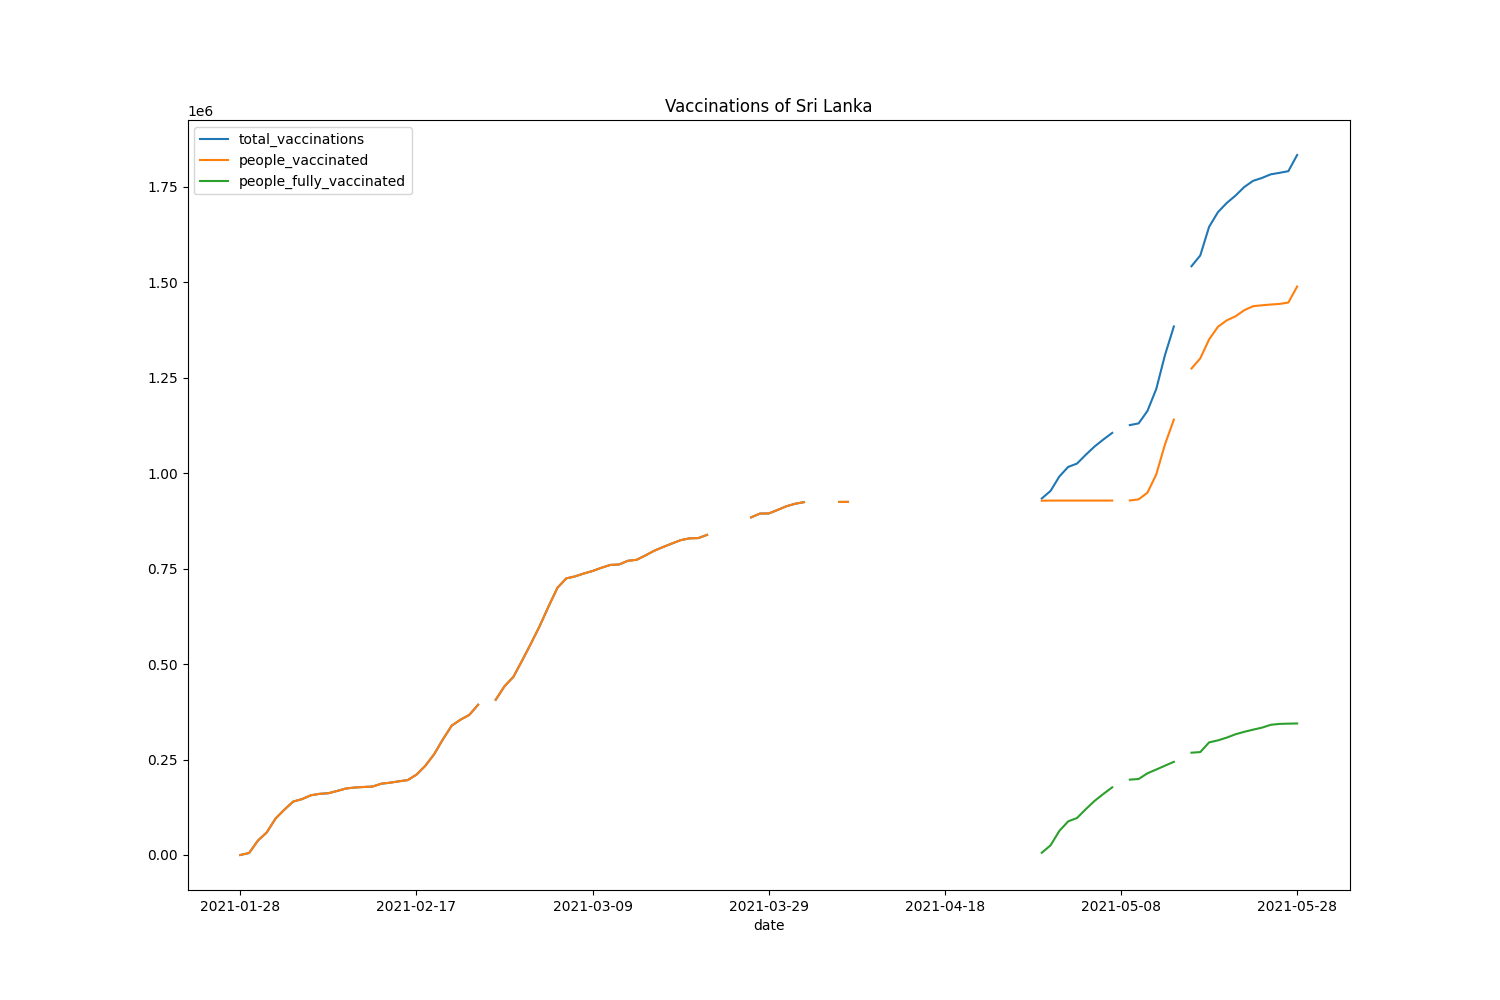 Vaccinations of Sri Lanka
1e6
total_vaccinations
people_vaccinated
people_fully_vaccinated
1.75
1.50
1.25
1.00
0.75
0.50
0.25
0.00
2021-01-28 2021-02-17 2021-03-09 2021-03-29 2021-04-18 2021-05-08 2021-05-28
date